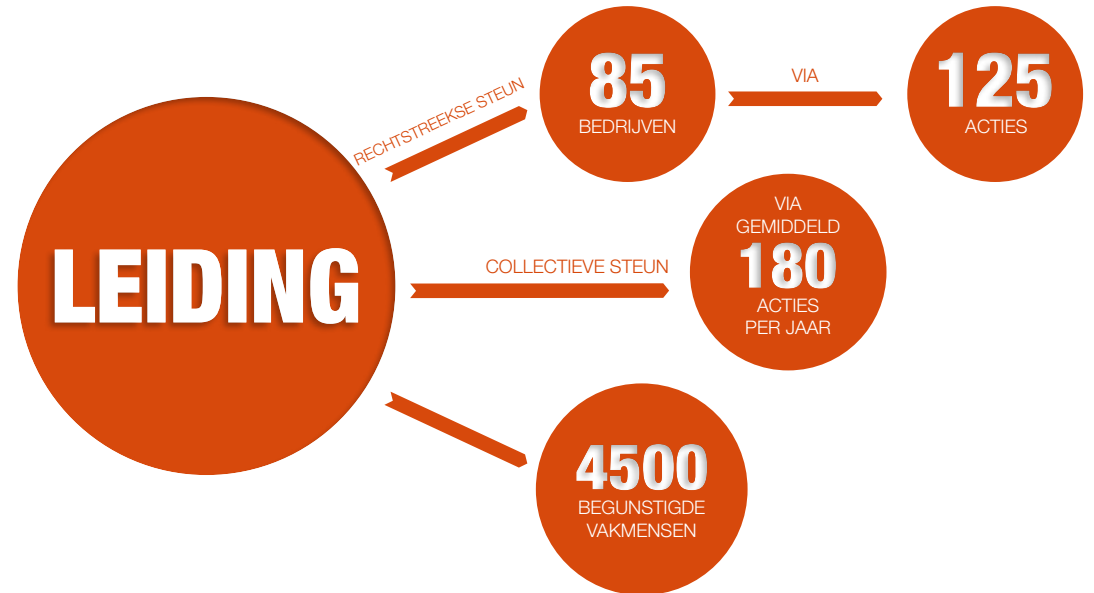 LEIDING
RECHTSTREEKSE STEUN
85
BEDRIJVEN
VIA
125
ACTIES
COLLECTIEVE STEUN
VIA
GEMIDDELD
180
ACTIES
PER JAAR
4500
BEGUNSTIGDE
VAKMENSEN